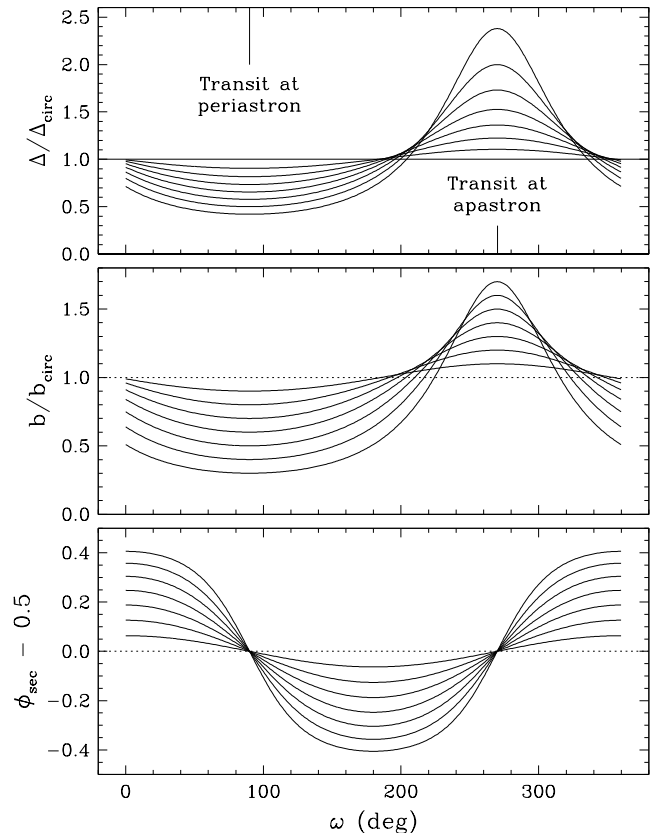 2.5
2.0
1.5
1.0
0.5
0.0
Δ/Δcirc
Transit at
periastron
Transit at
apastron
1.5
1.0
0.5
0.0
b/bcirc
0.4
0.2
0.0
−0.2
−0.4
ϕsec − 0.5
0 100 200 300
ω (deg)